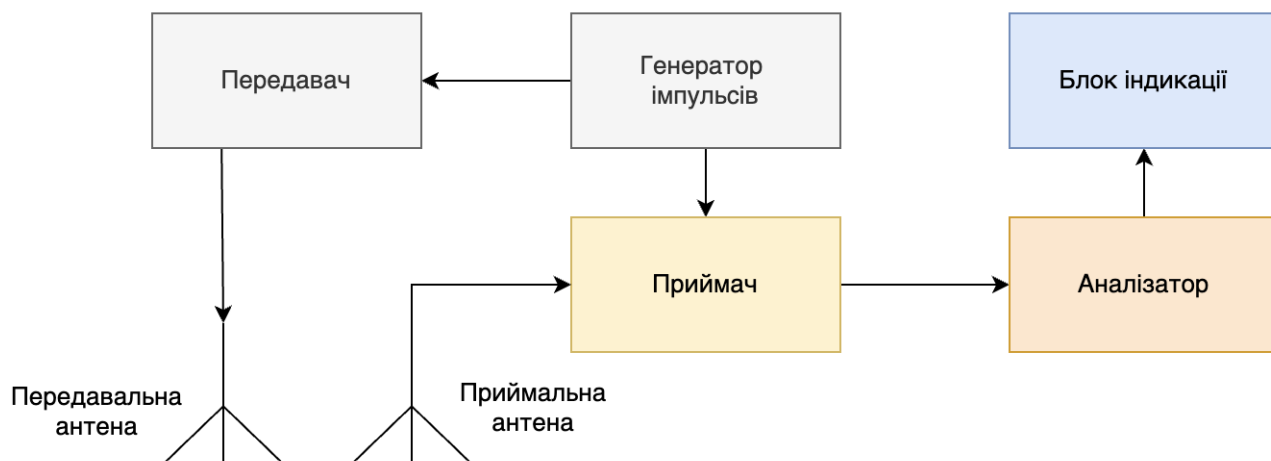 Передавач
Генератор
імпульсів
Блок індикації
Приймач
Аналізатор
Передавальна
антена
Приймальна
антена